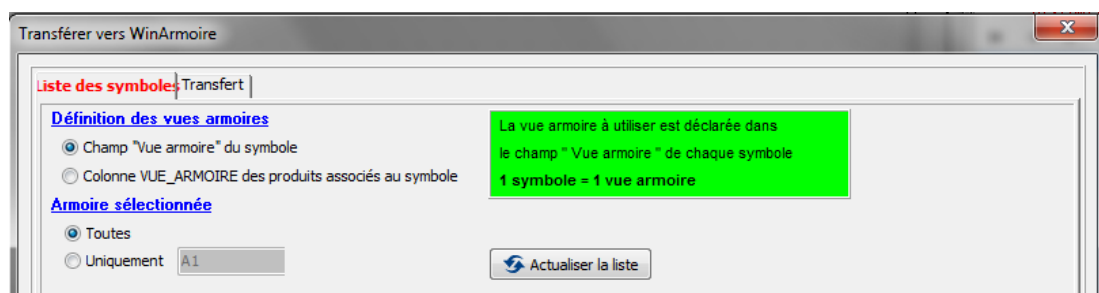 Transférer vers WinArmoire
Liste des symboles Transfert
Définition des vues armoires
Champ "Vue armoire" du symbole
Colonne VUE_ARMOIRE des produits associés au symbole
La vue armoire à utiliser est déclarée dans
le champ " Vue armoire " de chaque symbole
1 symbole = 1 vue armoire
Armoire sélectionnée
Toutes
Uniquement A1
Actualiser la liste